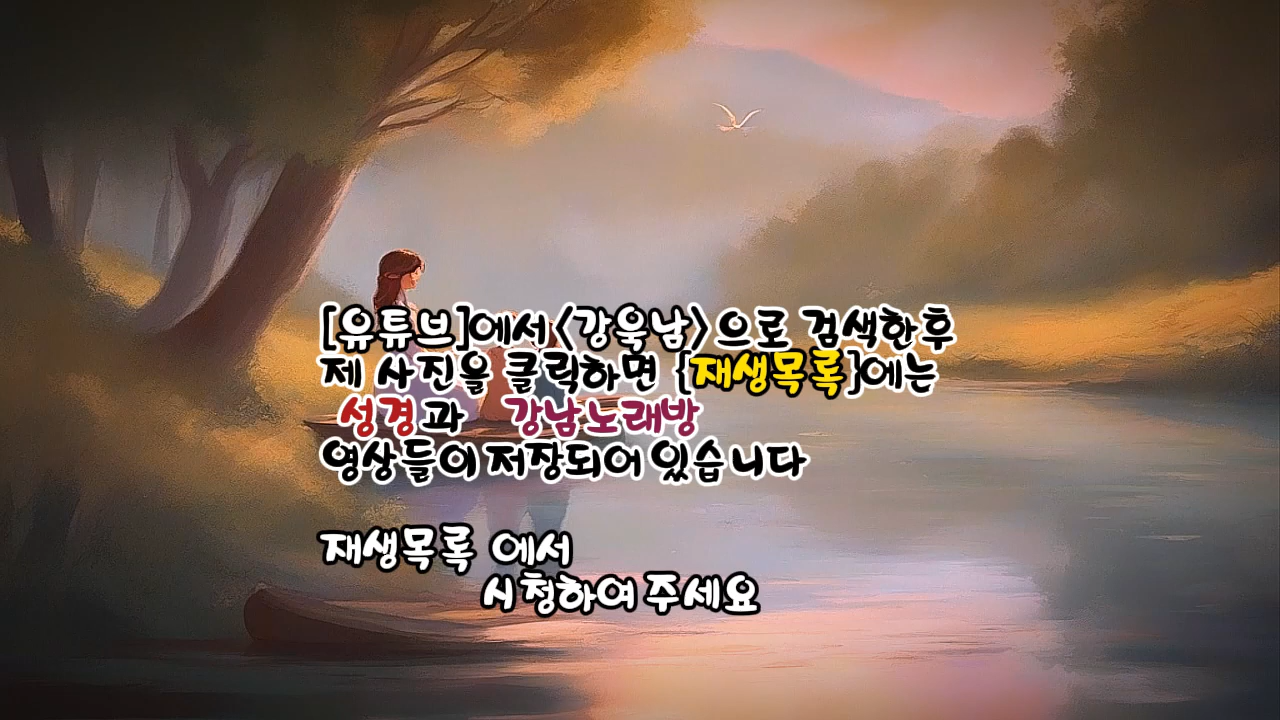 [유튜브]에서<강욱남>으로 검색한후
제 사진을 클릭하면 {재생목록}에는
성경과 강남노래방
영상들이저장되어 있습니다
재생목록 에서
시청하여주세요